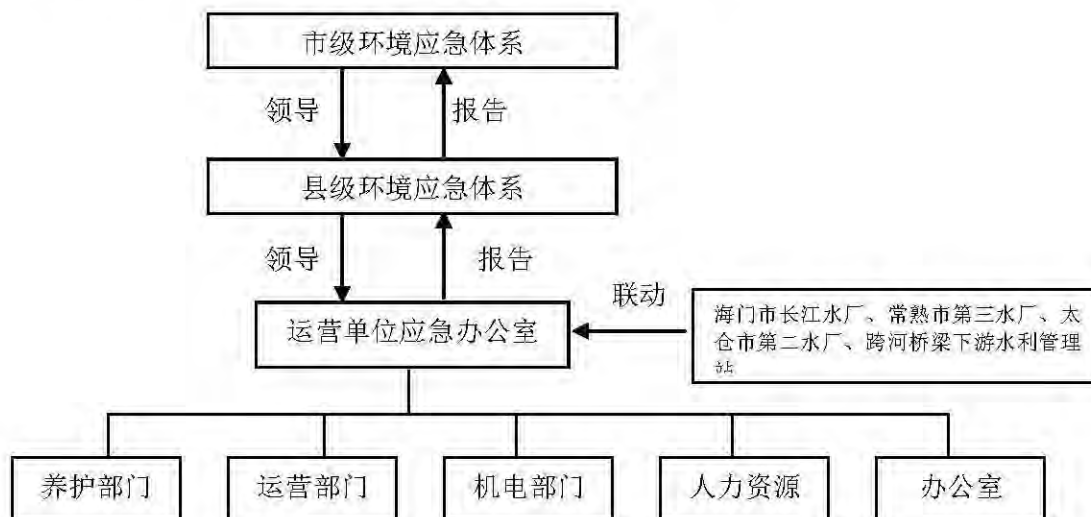 市级环境应急体系
领导
报告
县级环境应急体系
领导
报告
联动
运营单位应急办公室
海门市长江水厂、常熟市第三水厂、太
仓市第二水厂、跨河桥梁下游水利管理
站
养护部门
运营部门
机电部门
人力资源
办公室